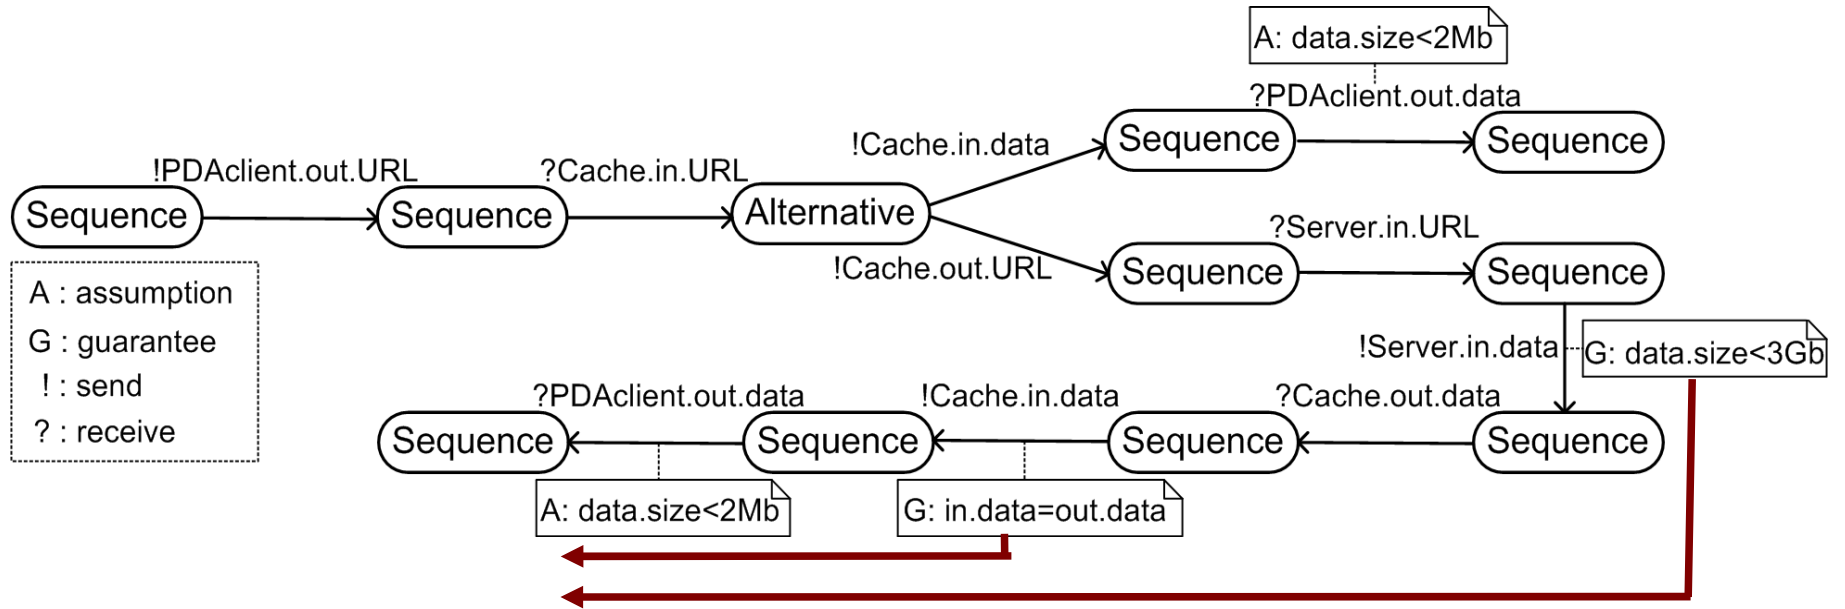 A: data.size<2Mb
?PDAclient.out.data
!Cache.in.data
Sequence
Sequence
!PDAclient.out.URL
?Cache.in.URL
Sequence
Sequence
Alternative
?Server.in.URL
!Cache.out.URL
Sequence
Sequence
A : assumption
G : guarantee
! : send
? : receive
!Server.in.data
G: data.size<3Gb
?PDAclient.out.data
!Cache.in.data
?Cache.out.data
Sequence
Sequence
Sequence
Sequence
A: data.size<2Mb
G: in.data=out.data